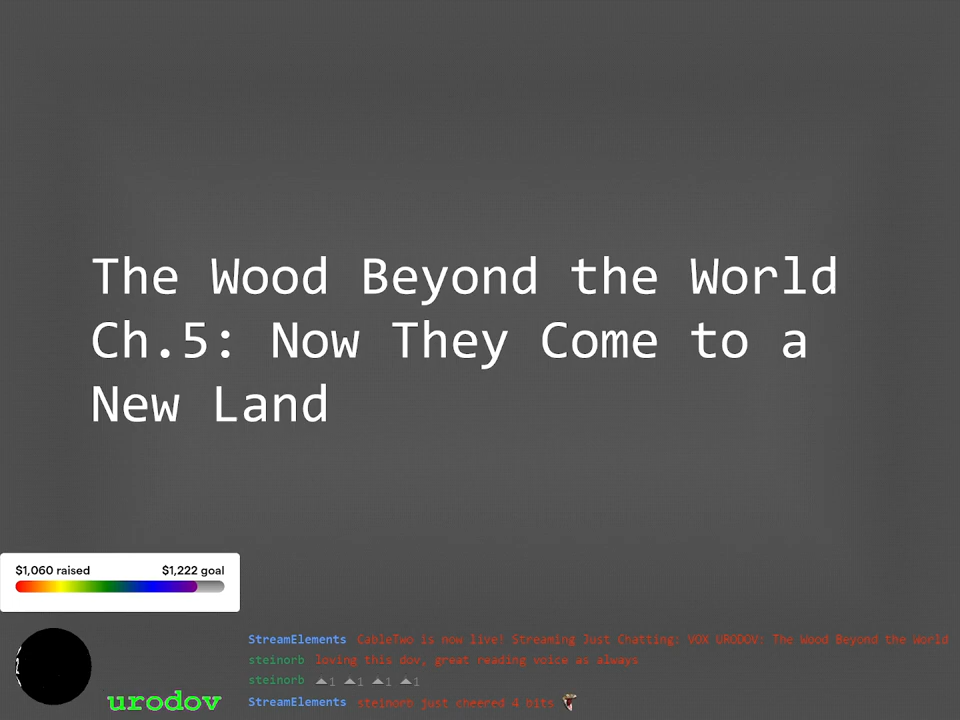 The Wood Beyond the World
Ch.5: Now They Come to a
New Land
$1,060 raised $1,222 goal
StreamElements CableTwo is now live! Streaming Just Chatting: VOX URODOV: The Wood Beyond the World
steinorb loving this dov, great reading voice as always
steinorb 1 1 1 1
StreamElements steinorb just cheered 4 bits
urodov